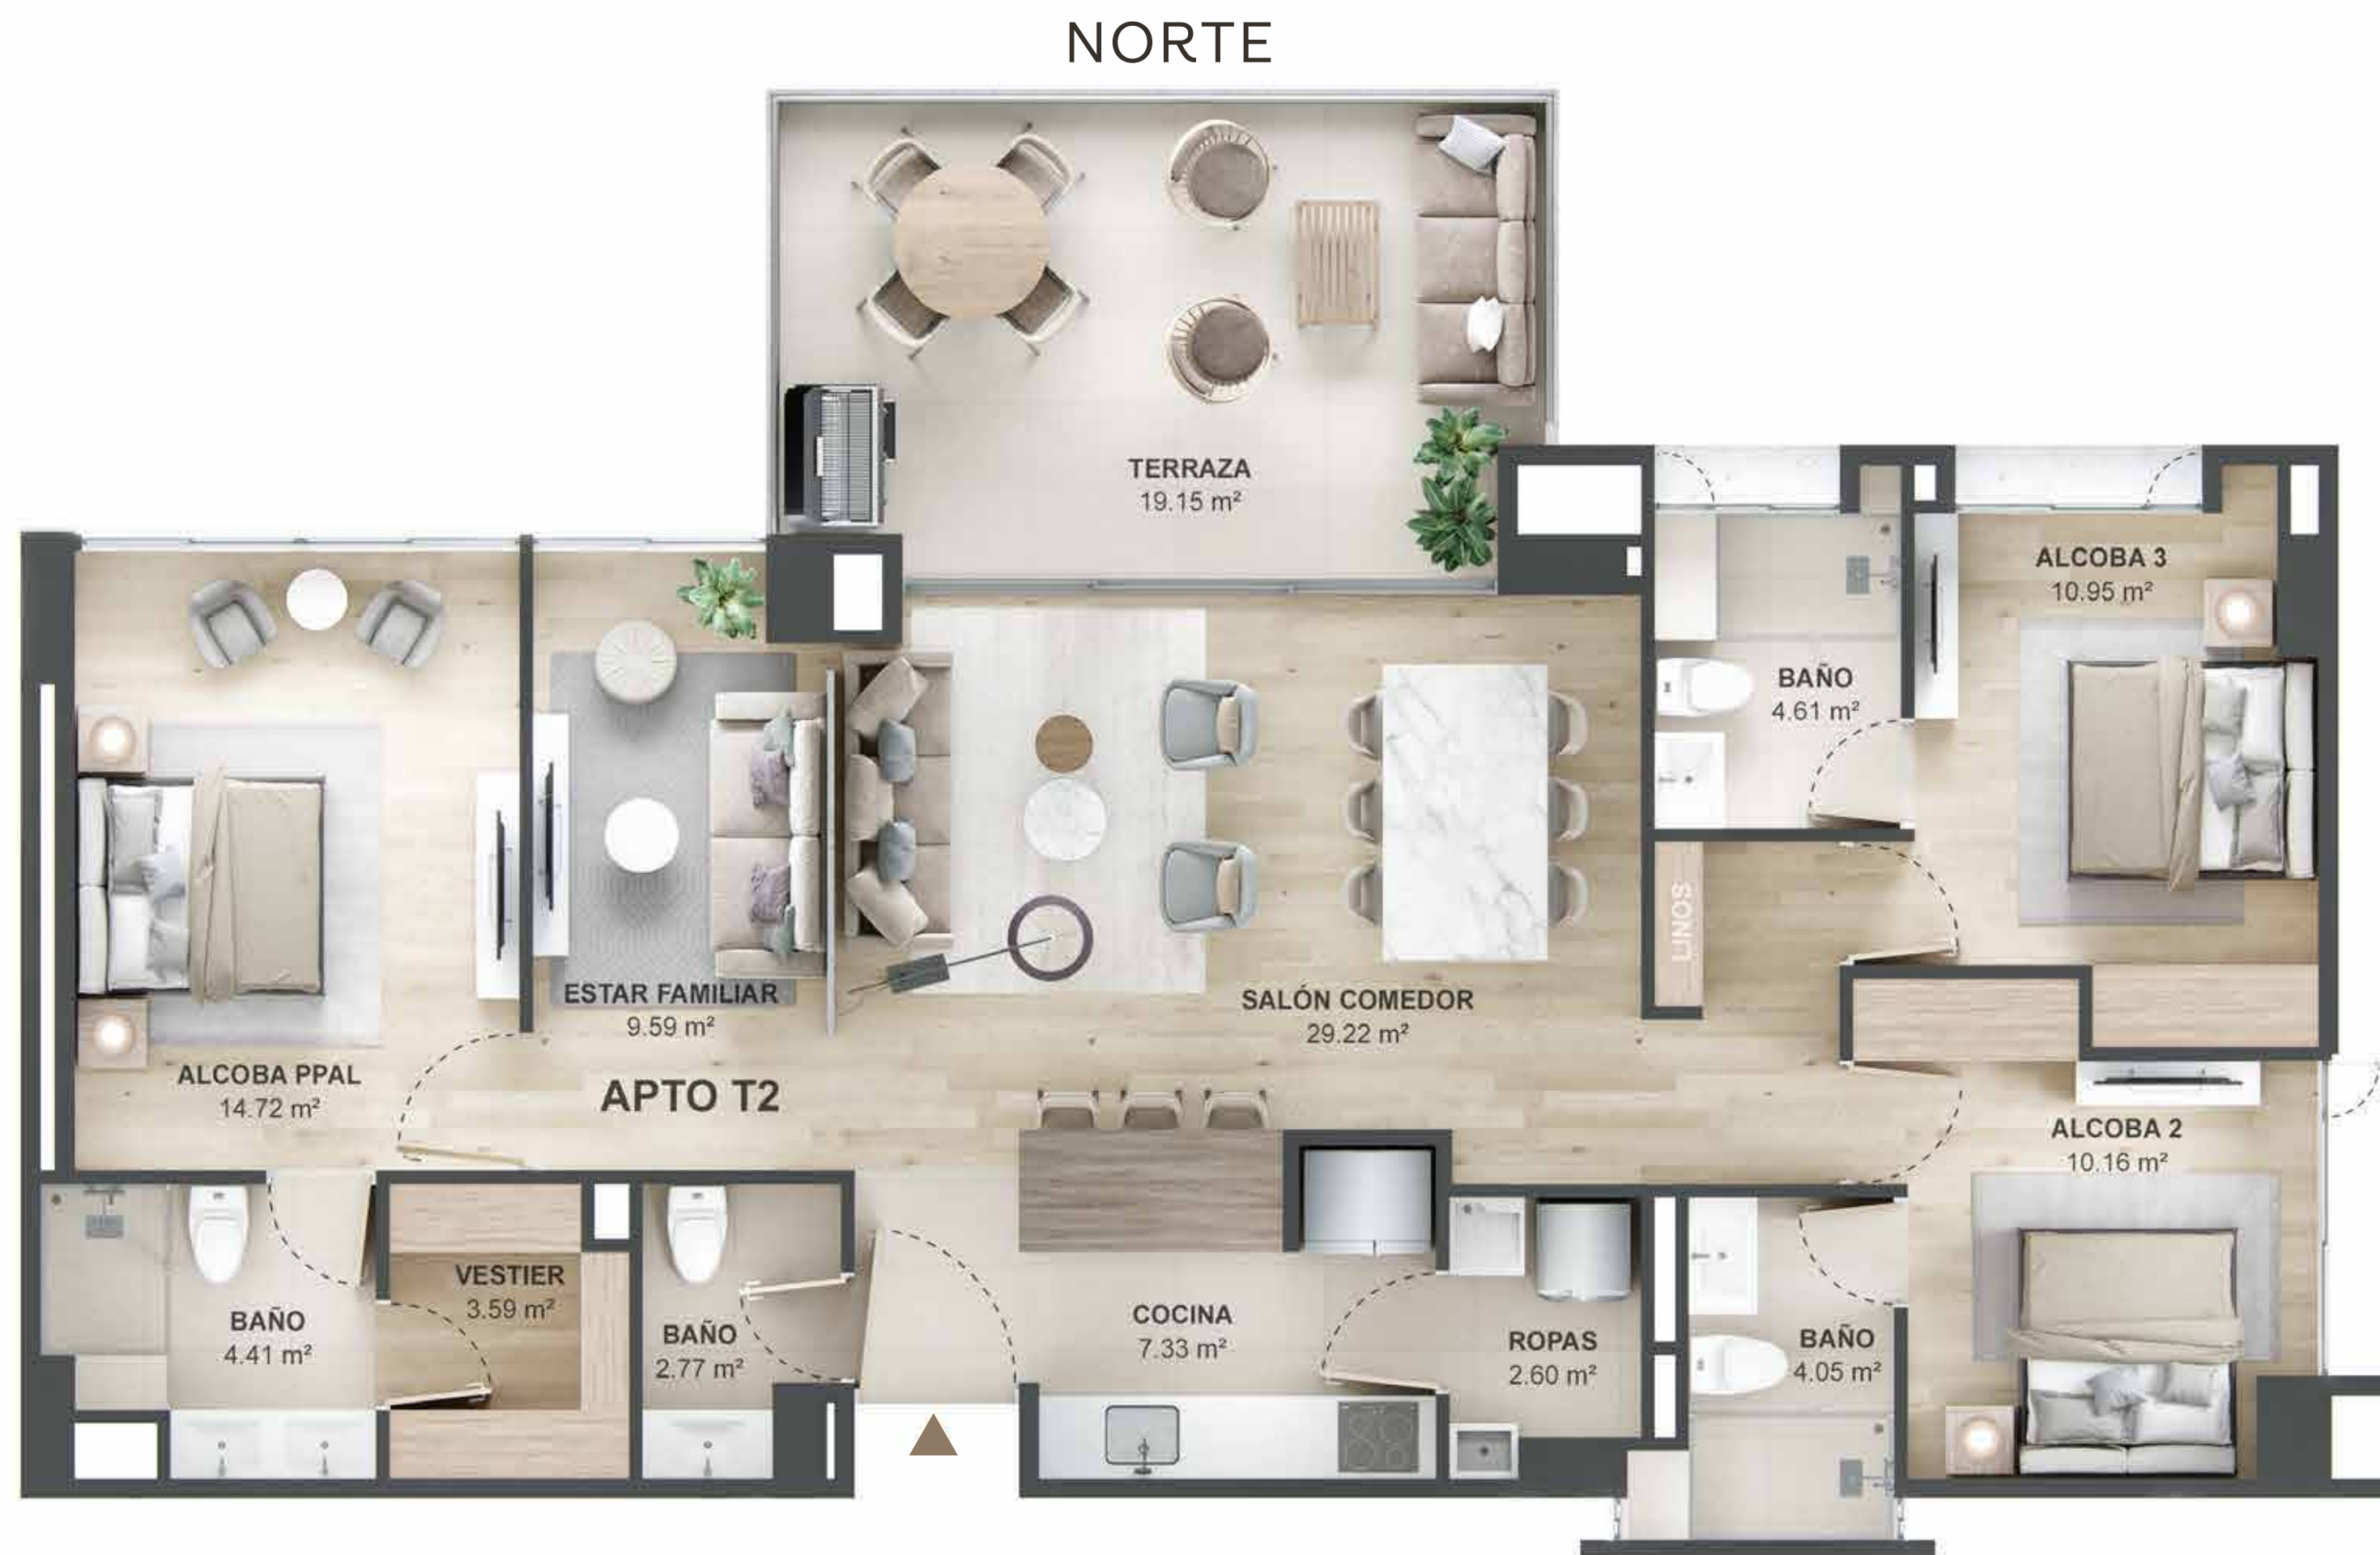 NORTE
TERRAZA
19.15 m²
ALCOBA 3
10.95 m²
BAÑO
4.61 m²
LINOS
ESTAR FAMILIAR
9.59 m²
SALÓN COMEDOR
29.22 m²
ALCOBA PPAL
14.72 m²
APTO T2
ALCOBA 2
10.16 m²
VESTIER
3.59 m²
BAÑO
4.41 m²
BAÑO
2.77 m²
COCINA
7.33 m²
ROPAS
2.60 m²
BAÑO
4.05 m²